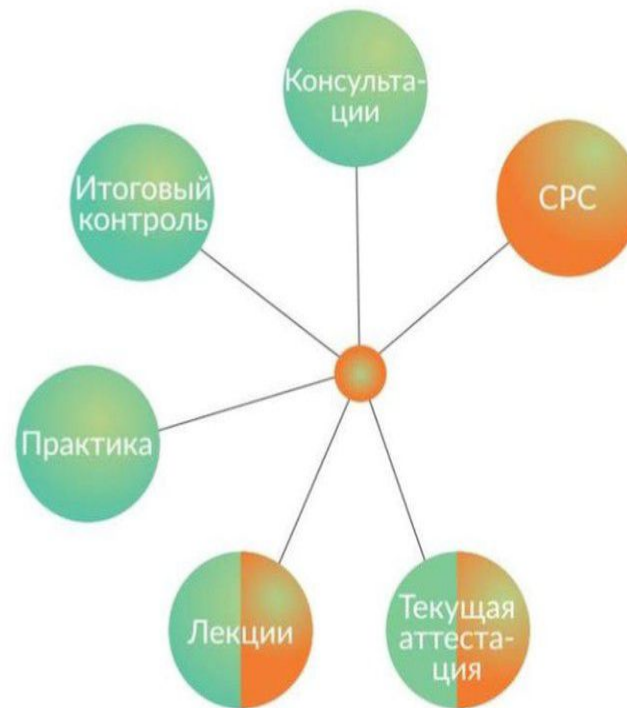 Консульта-
ции
Итоговый
контроль
СРС
Практика
Лекции
Текущая
аттеста-
ция